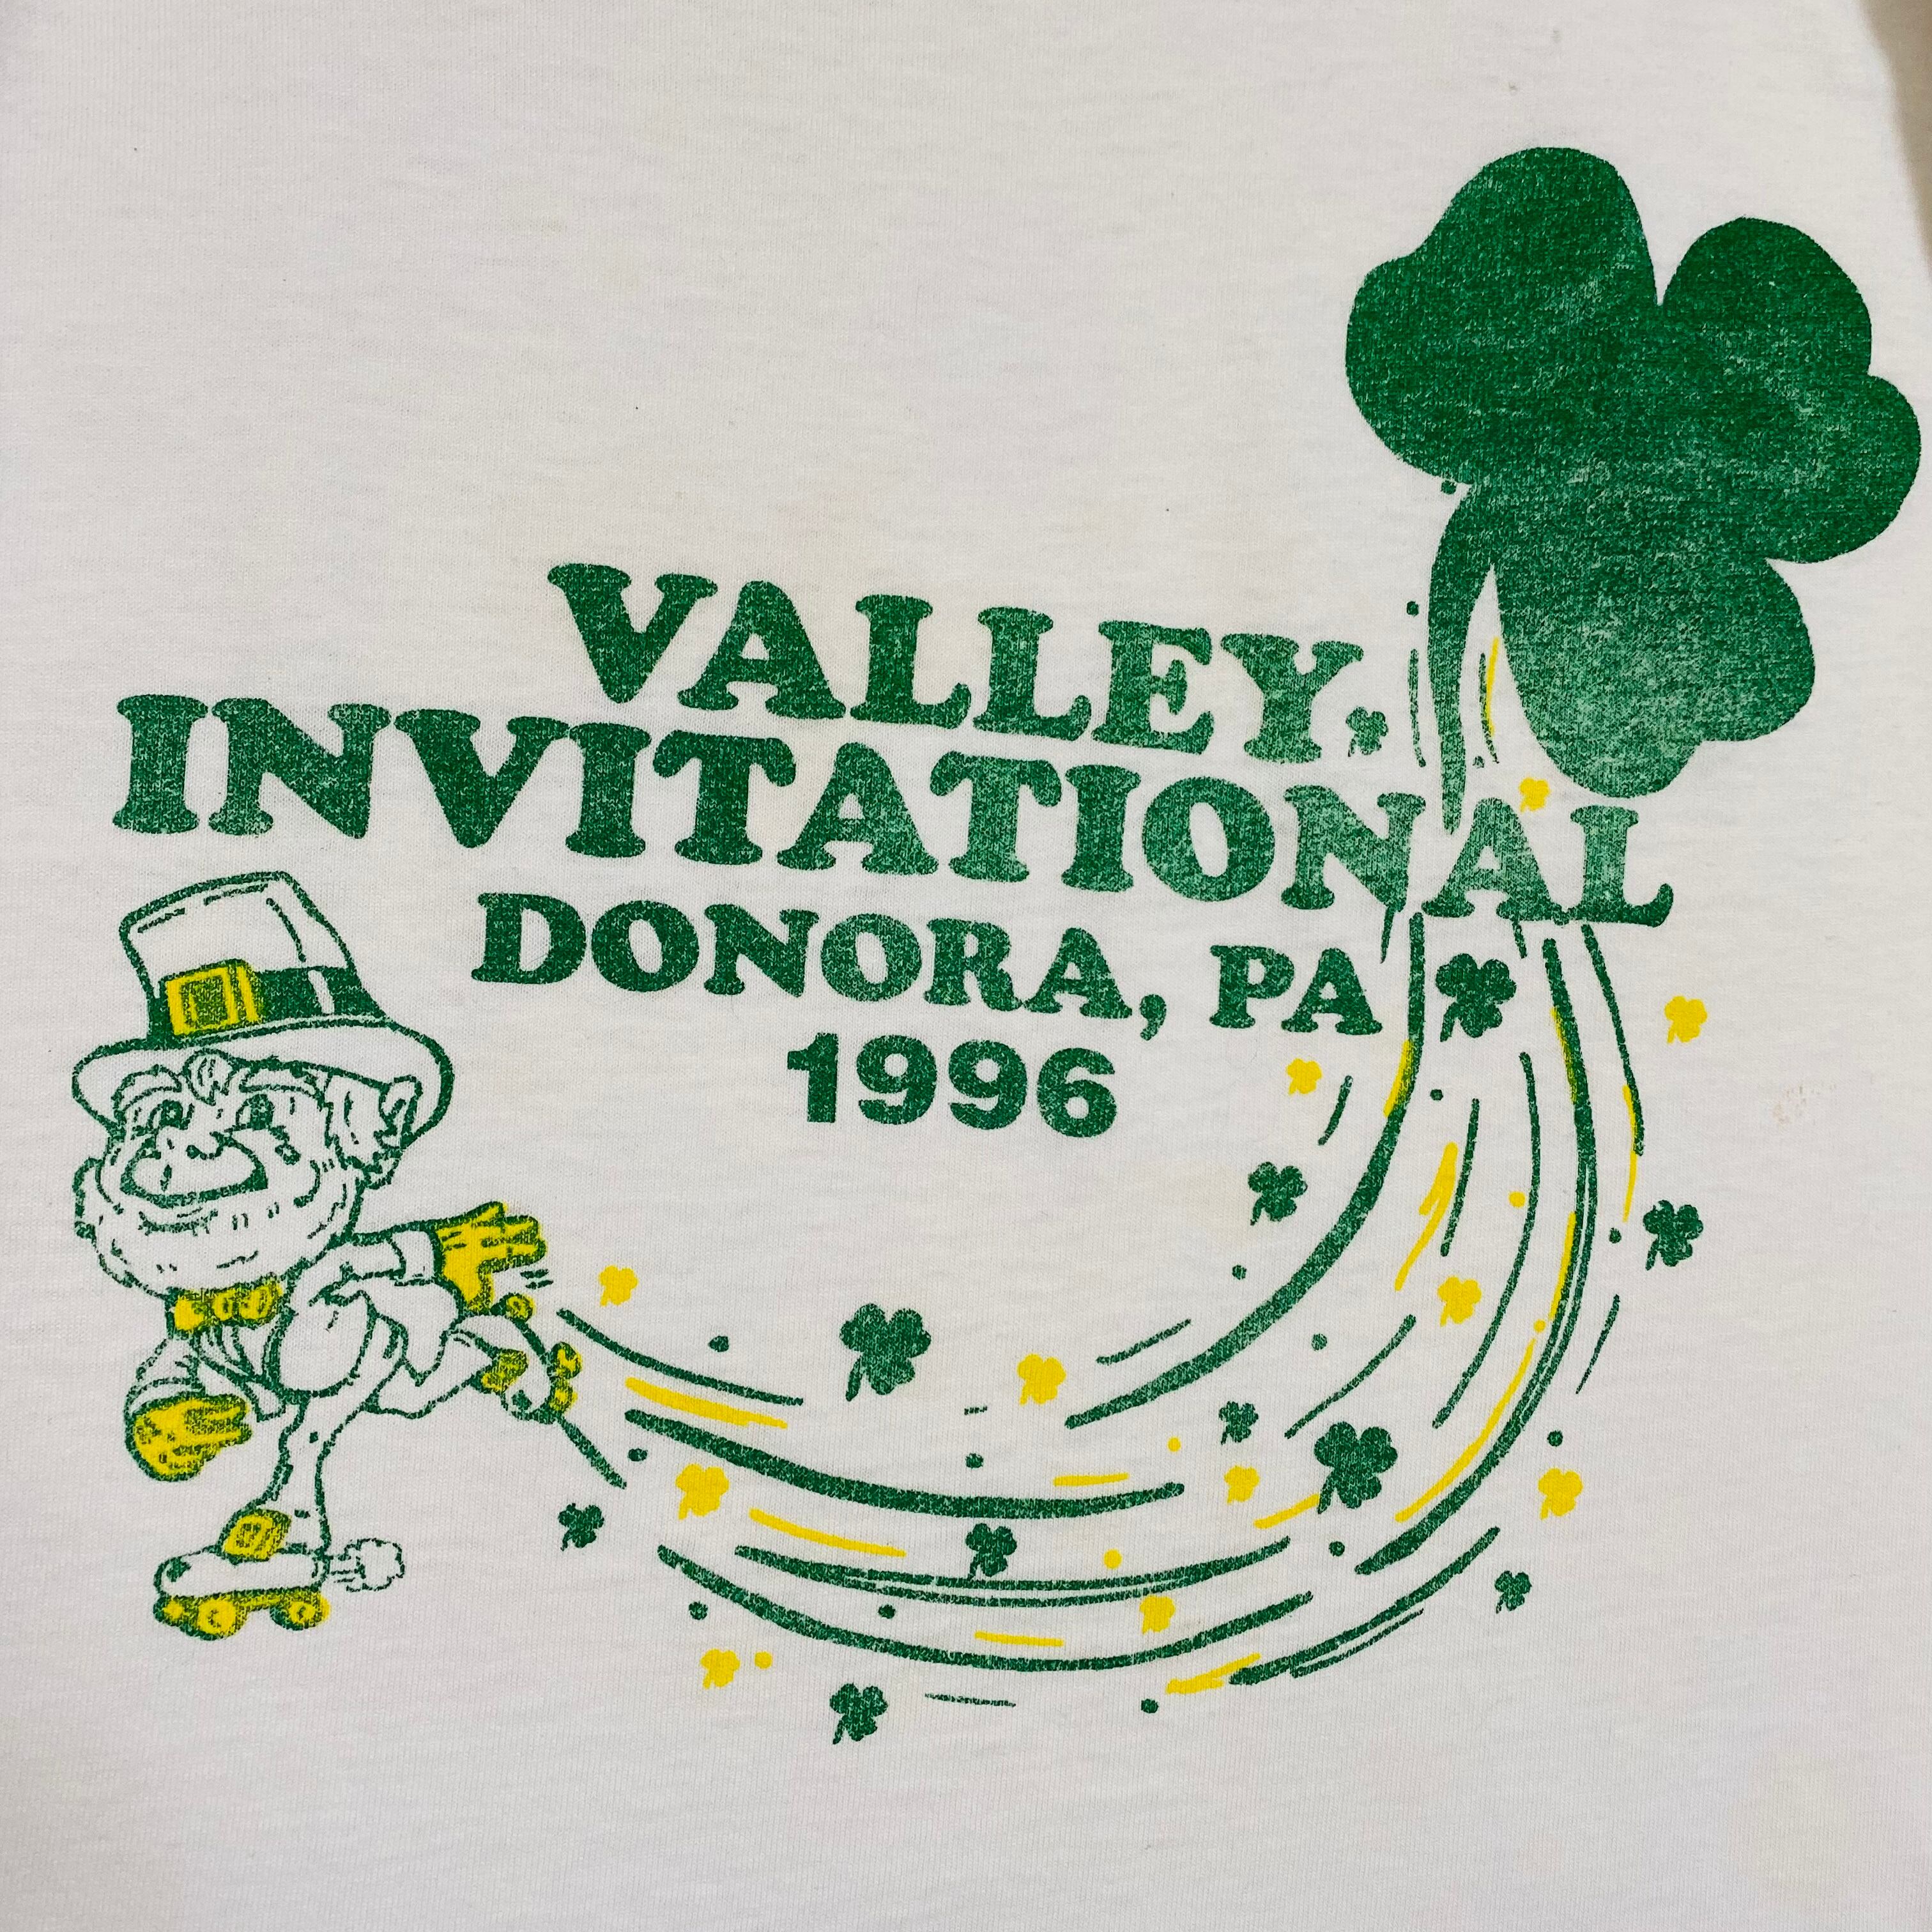 VALLEY
INVITATIONAL
DONORA, PA
1996